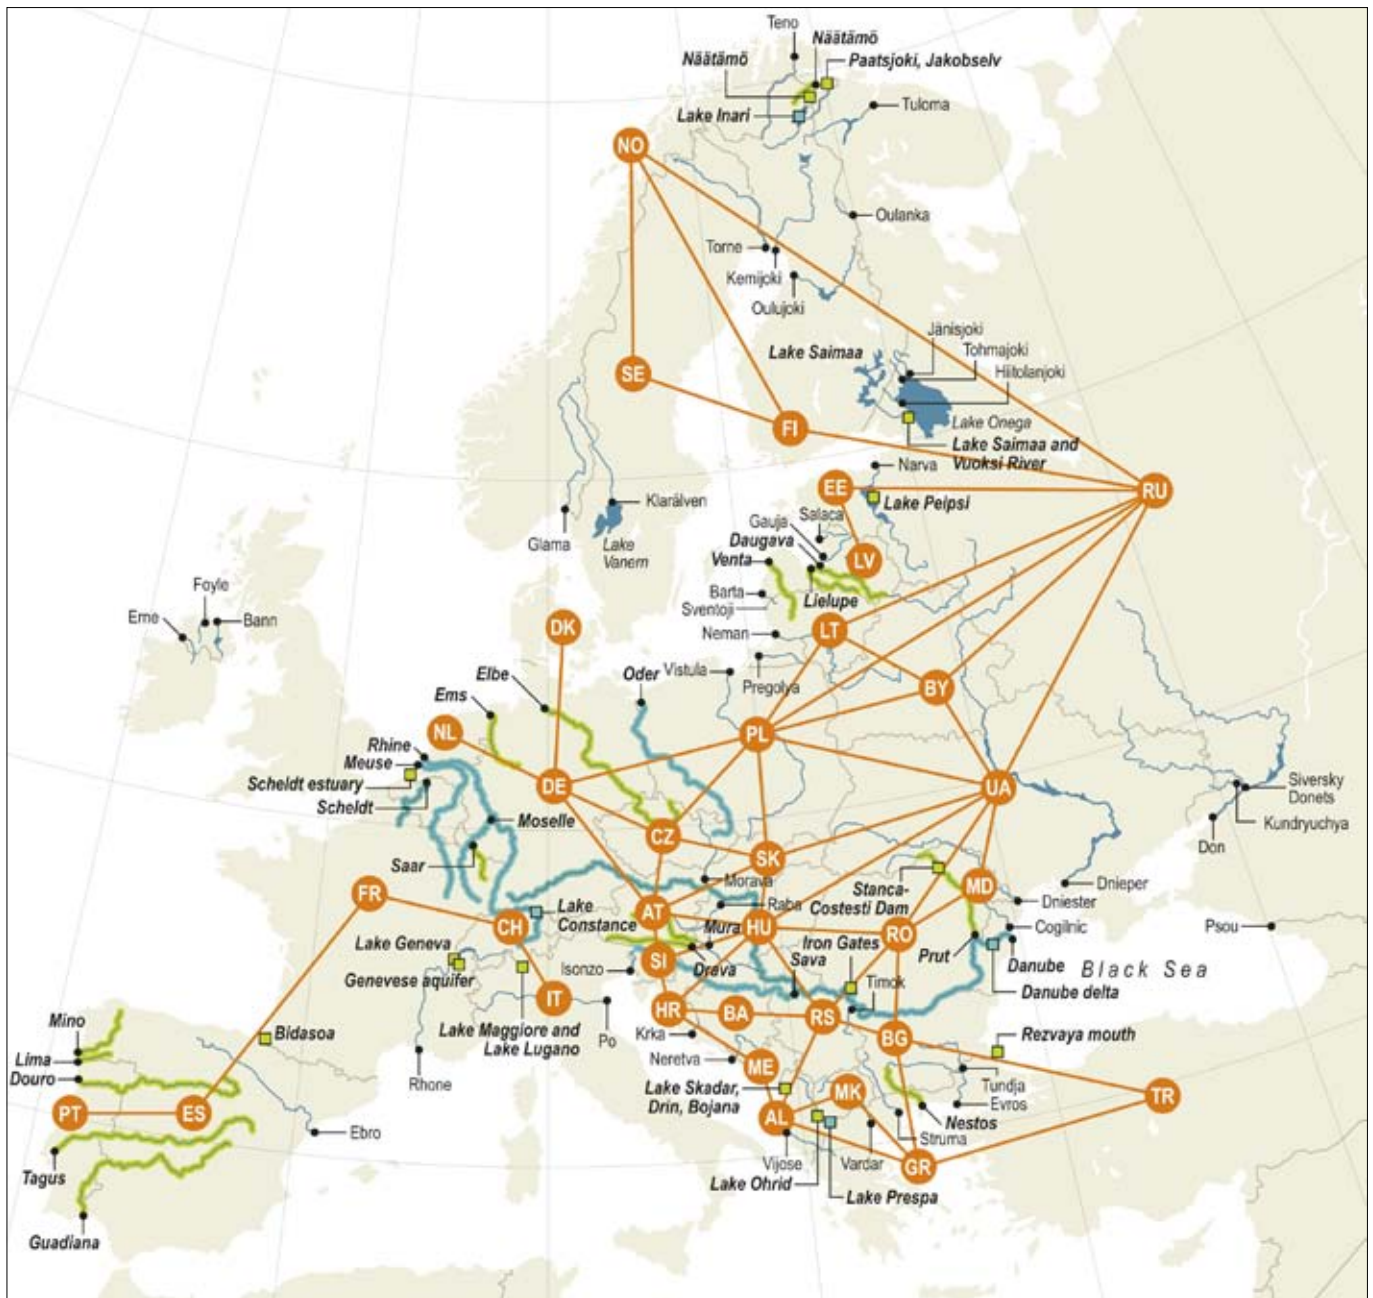 Teno
Näätämö
Näätämö
Paatsjoki, Jakobselv
Lake Inari
Tuloma
NO
Oulanka
Torne
Kemijoki
Oulujoki
Jänisjoki
Lake Saimaa
Tohmajoki
Hiitolanjoki
SE
FI
Lake Onega
Lake Saimaa and
Vuoksi River
Narva
EE
RU
Klarälven
Lake Peipsi
Salaca
Gauja
Glama
Lake
Vanern
Daugava
Venta
LV
Foyle
Barta
Lielupe
Sventoji
Erne
Bann
DK
Neman
LT
Elbe
Oder
Vistula
Pregolya
BY
Ems
NL
PL
Rhine
Meuse
Scheldt estuary
Scheldt
DE
UA
Siversky
Donets
Moselle
Kundryuchya
CZ
Don
Saar
SK
Morava
Stanca-
Costesti Dam
MD
Dnieper
FR
Dniester
Lake
Constance
AT
Raba
CH
Mura
HU
RO
Cogilnic
Psou
Lake Geneva
Iron Gates
Prut
Genevese aquifer
Isonzo
SI
Drava
Sava
Danube
Black Sea
Timok
Danube delta
IT
Mino
Bidasoa
Lake Maggiore and
Lake Lugano
Po
HR
BA
RS
Krka
BG
Rezvaya mouth
Lima
Douro
Rhone
Neretva
ME
Tundja
Lake Skadar,
Drin, Bojana
MK
Evros
TR
PT
ES
AL
Nestos
Ebro
Struma
Vijose
Vardar
GR
Tagus
Lake Ohrid
Lake Prespa
Guadiana